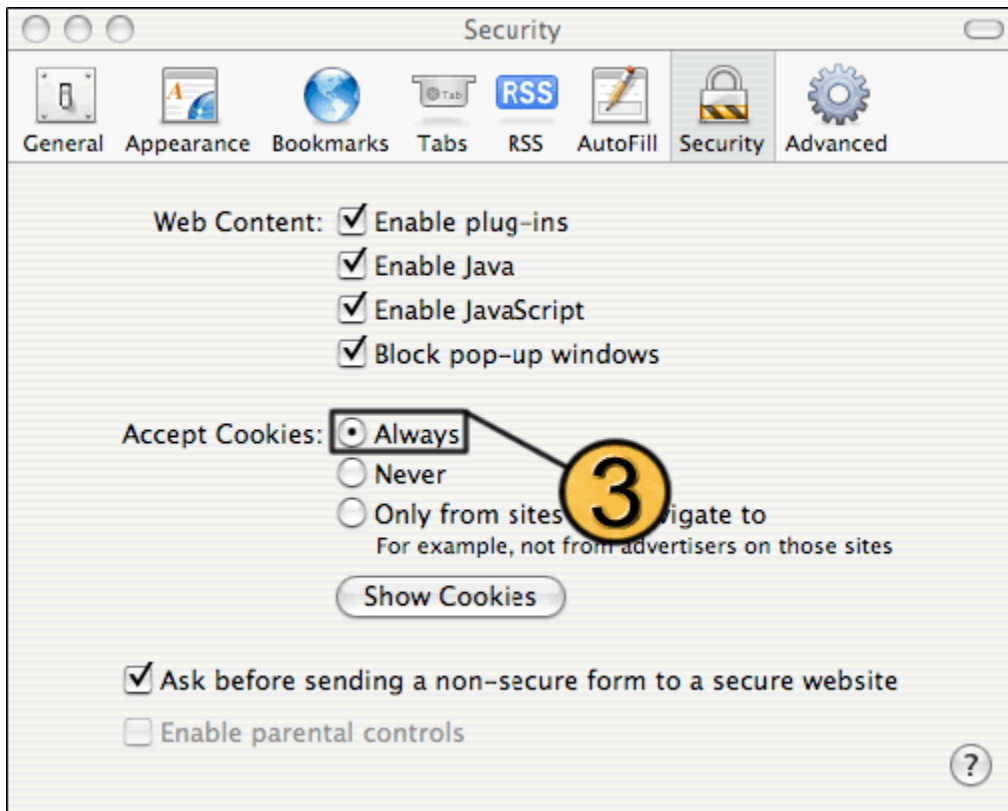 Security
Tab
RSS
General Appearance Bookmarks Tabs RSS AutoFill Security Advanced
Web Content: Enable plug-ins
Enable Java
Enable JavaScript
Block pop-up windows
Accept Cookies: Always
Never
3
Only from sites vigate to
For example, not from advertisers on those sites
Show Cookies
Ask before sending a non-secure form to a secure website
Enable parental controls
?